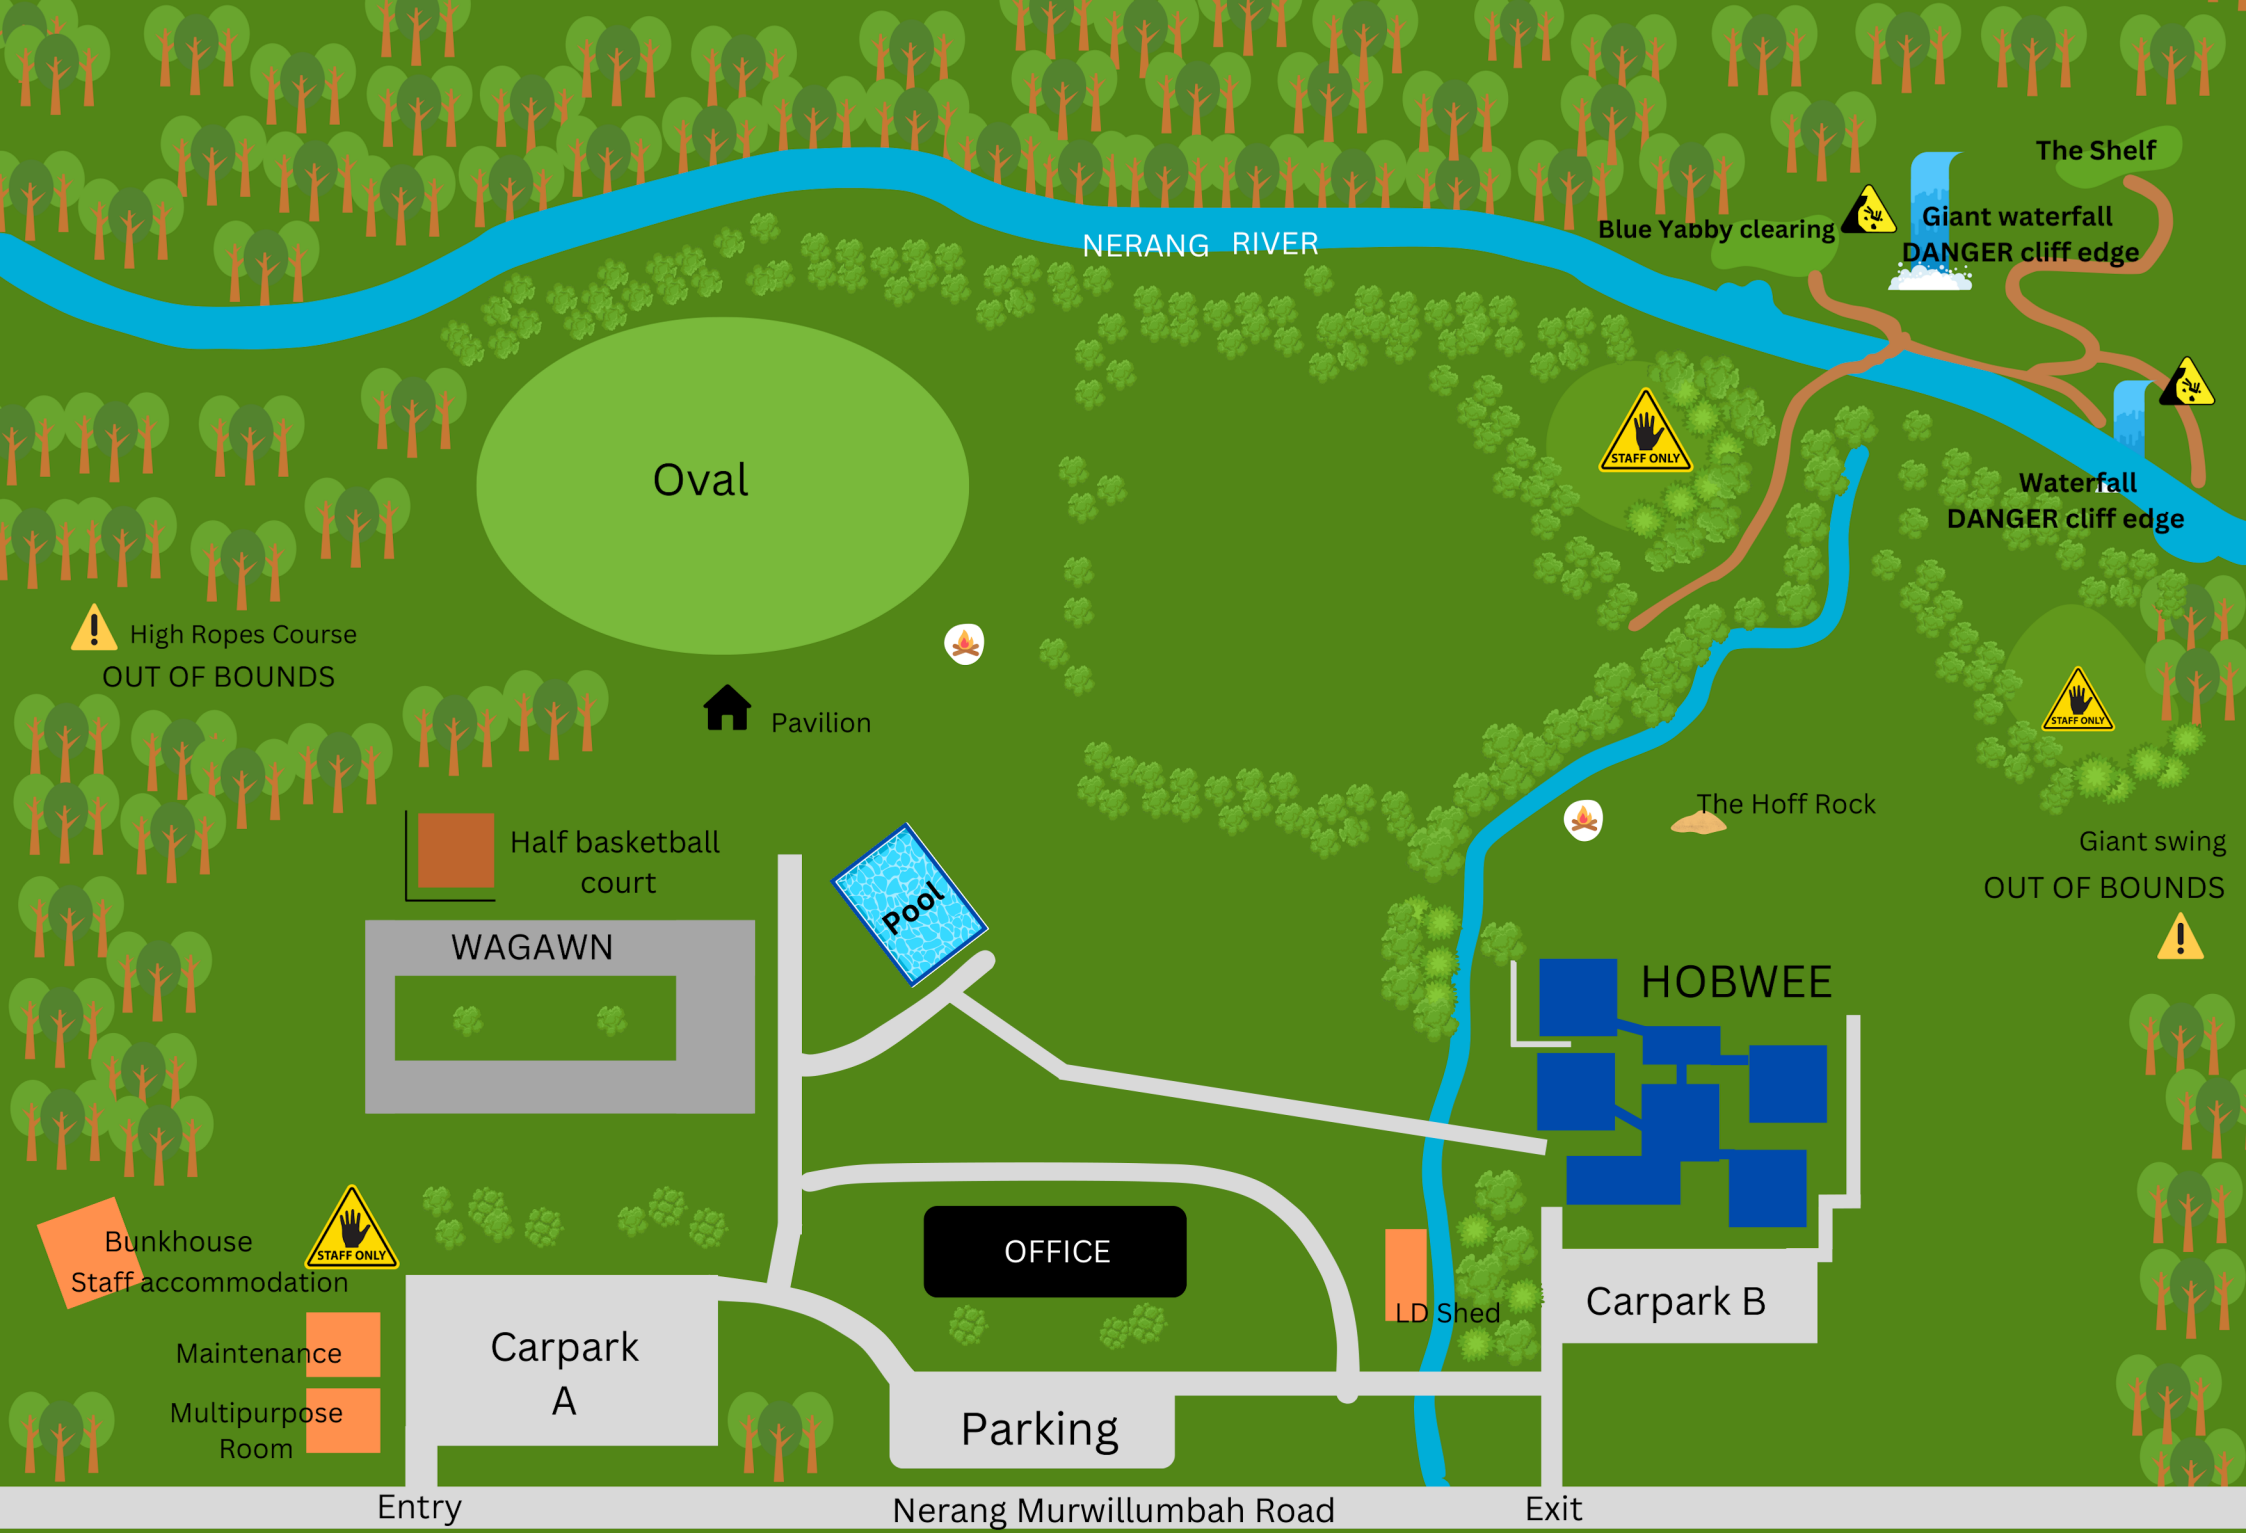 The Shelf
Giant waterfall
DANGER cliff edge
Blue Yabby clearing
NERANG RIVER
STAFF ONLY
Oval
Waterfall
DANGER cliff edge
High Ropes Course
OUT OF BOUNDS
STAFF ONLY
Pavilion
The Hoff Rock
Half basketball
court
Giant swing
OUT OF BOUNDS
Pool
WAGAWN
HOBWEE
Bunkhouse
Staff accommodation
STAFF ONLY
OFFICE
LD Shed
Carpark B
Maintenance
Carpark
A
Multipurpose
Room
Parking
Entry
Nerang Murwillumbah Road
Exit